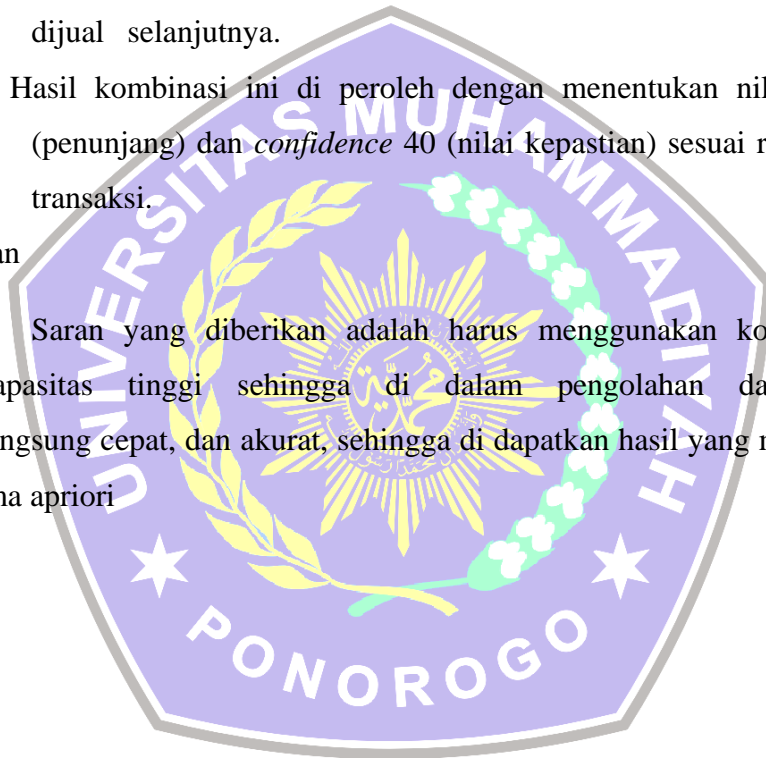 dijual selanjutnya.
Hasil kombinasi ini di peroleh dengan menentukan nil
(penunjang) dan confidence 40 (nilai kepastian) sesuai r
transaksi.
an
Saran yang diberikan adalah harus menggunakan ko
apasitas tinggi sehingga di dalam pengolahan da
ngsung cepat, dan akurat, sehingga di dapatkan hasil yang
na apriori
UNIVERSITAS MUHAMMADIYAH
PONOROGO